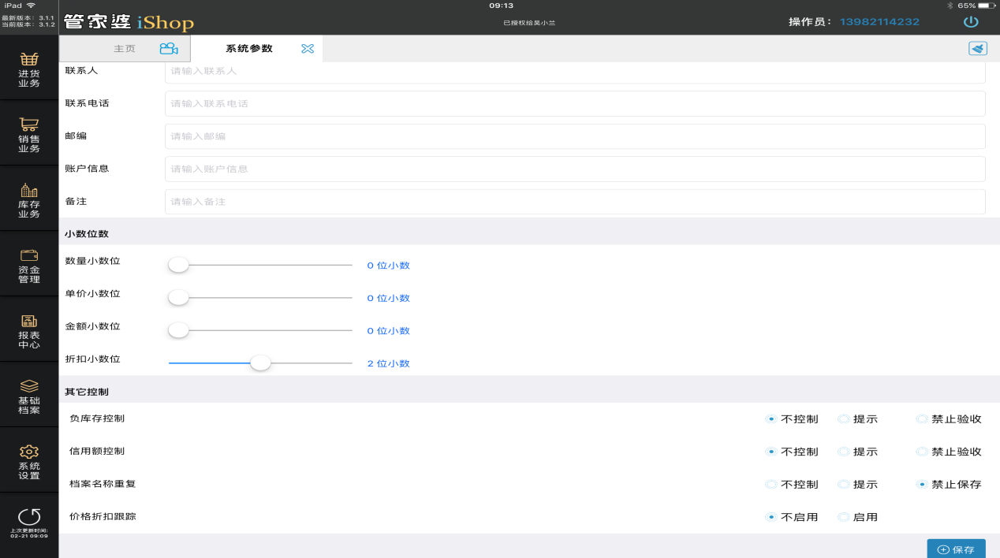 iPad 09:13 65%
最新版本: 3.1.1
当前版本: 3.1.2
管家婆 iShop
已授权给吴小兰
操作员: 13982114232
主页
系统参数
进货
业务
销售
业务
库存
业务
资金
管理
报表
中心
基础
档案
系统
设置
上次更新时间:
02-21 09:09
联系人 请输入联系人
联系电话 请输入联系电话
邮编 请输入邮编
账户信息 请输入账户信息
备注 请输入备注
小数位数
数量小数位 0 位小数
单价小数位 0 位小数
金额小数位 0 位小数
折扣小数位 2 位小数
其它控制
负库存控制 不控制 提示 禁止验收
信用额控制 不控制 提示 禁止验收
档案名称重复 不控制 提示 禁止保存
价格折扣跟踪 不启用 启用
保存